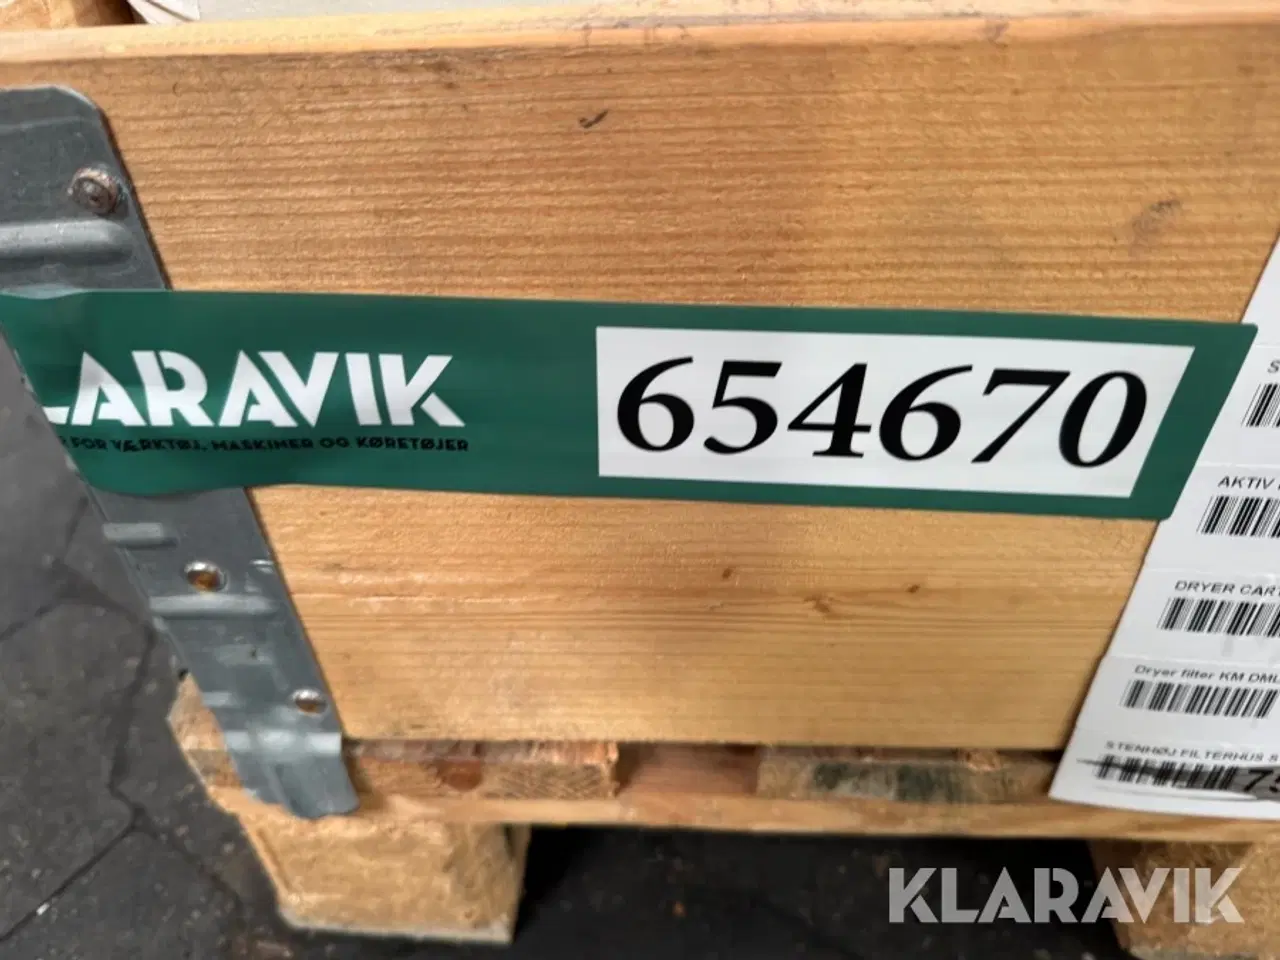 LARAVIK
FOR VÆRKTØJ, MASKINER OG KØRETØJER
654670
AKTIV
DRYER CART
Dryer filter KM DML
STENHØJ FILTERHUS S
KLARAVIK